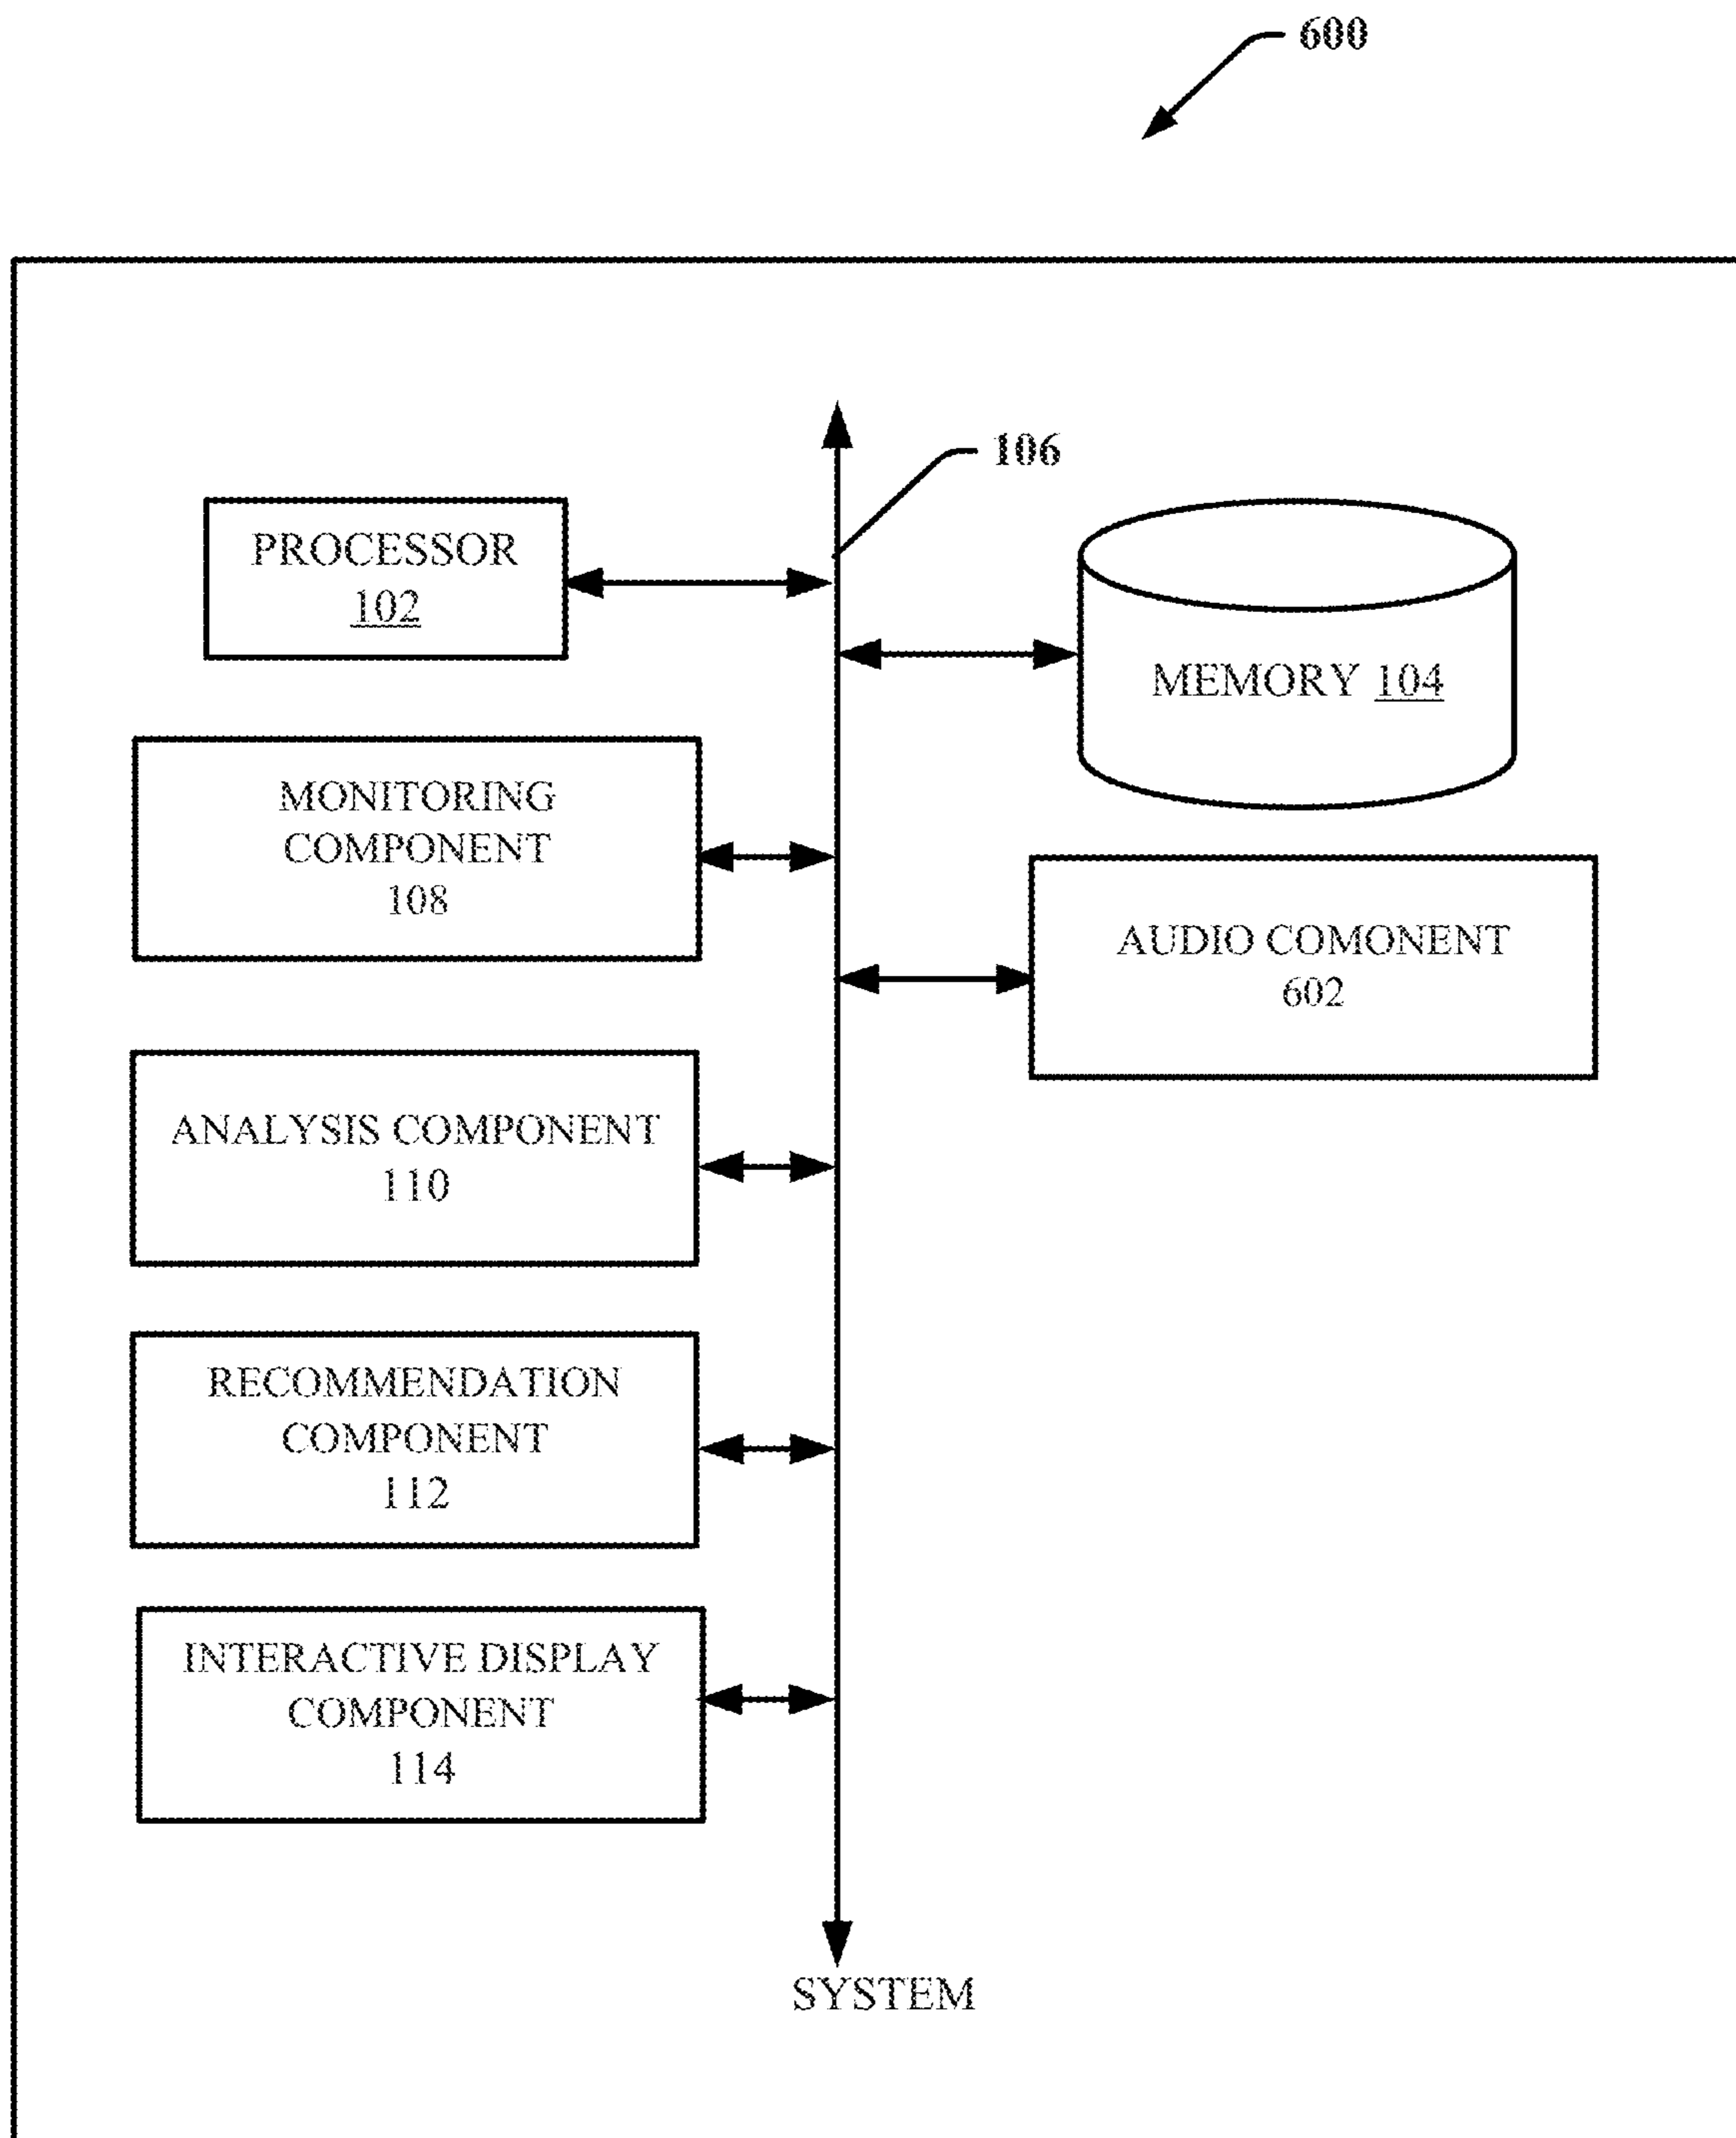 600
106
PROCESSOR
102
MEMORY 104
MONITORING
COMPONENT
108
AUDIO COMONENT
602
ANALYSIS COMPONENT
110
RECOMMENDATION
COMPONENT
112
INTERACTIVE DISPLAY
COMPONENT
114
SYSTEM